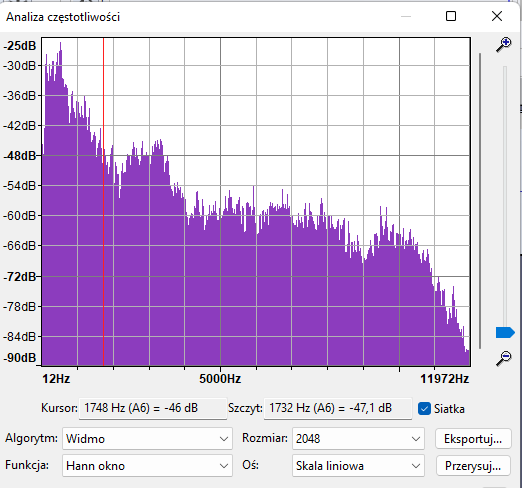 Analiza częstotliwości
-25dB
-30dB
-36dB
-42dB
-48dB
-54dB
-60dB
-66dB
-72dB
-78dB
-84dB
-90dB
12Hz 5000Hz 11972Hz
Kursor: 1748 Hz (A6) = -46 dB Szczyt: 1732 Hz (A6) = -47,1 dB Siatka
Algorytm: Widmo Rozmiar: 2048 Eksportuj...
Funkcja: Hann okno Oś: Skala liniowa Przerysuj...